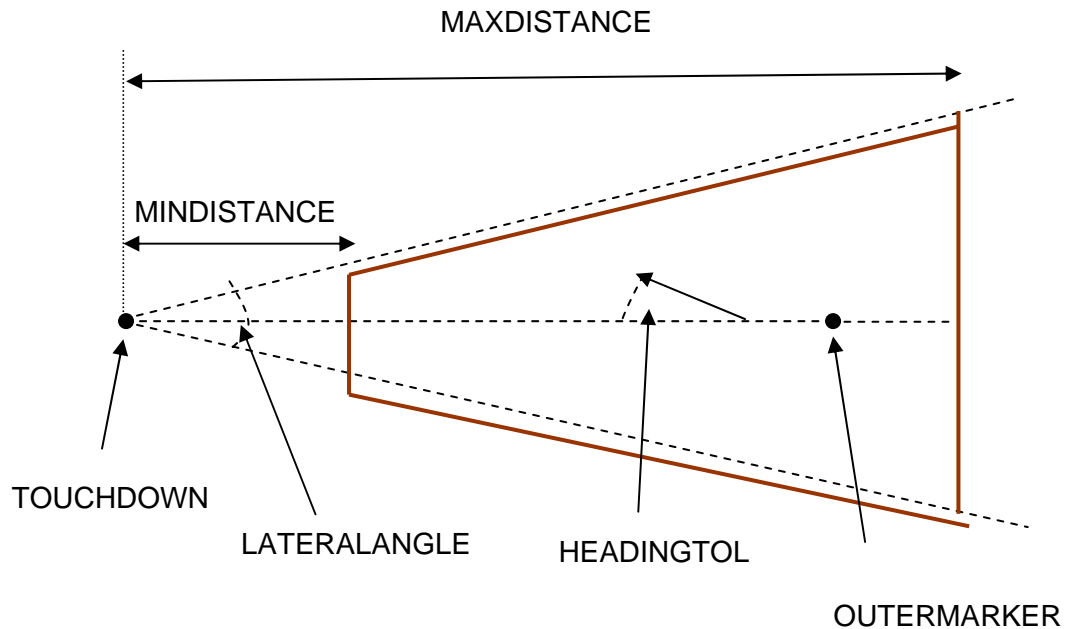 MAXDISTANCE
MINDISTANCE
TOUCHDOWN
LATERALANGLE
HEADINGTOL
OUTERMARKER